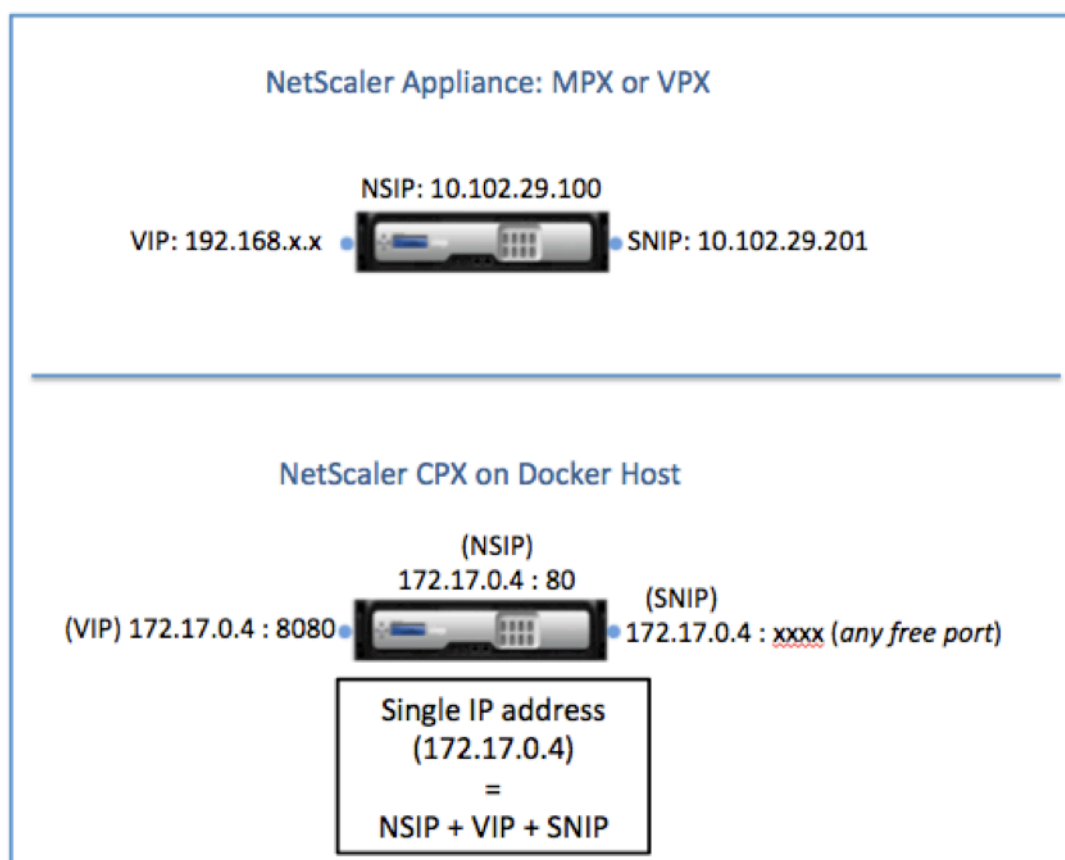 NetScaler Appliance: MPX or VPX
NSIP: 10.102.29.100
VIP: 192.168.x.x
SNIP: 10.102.29.201
NetScaler CPX on Docker Host
(NSIP)
172.17.0.4 : 80
(VIP) 172.17.0.4 : 8080
(SNIP)
172.17.0.4 : xxxx (any free port)
Single IP address
(172.17.0.4)
=
NSIP + VIP + SNIP